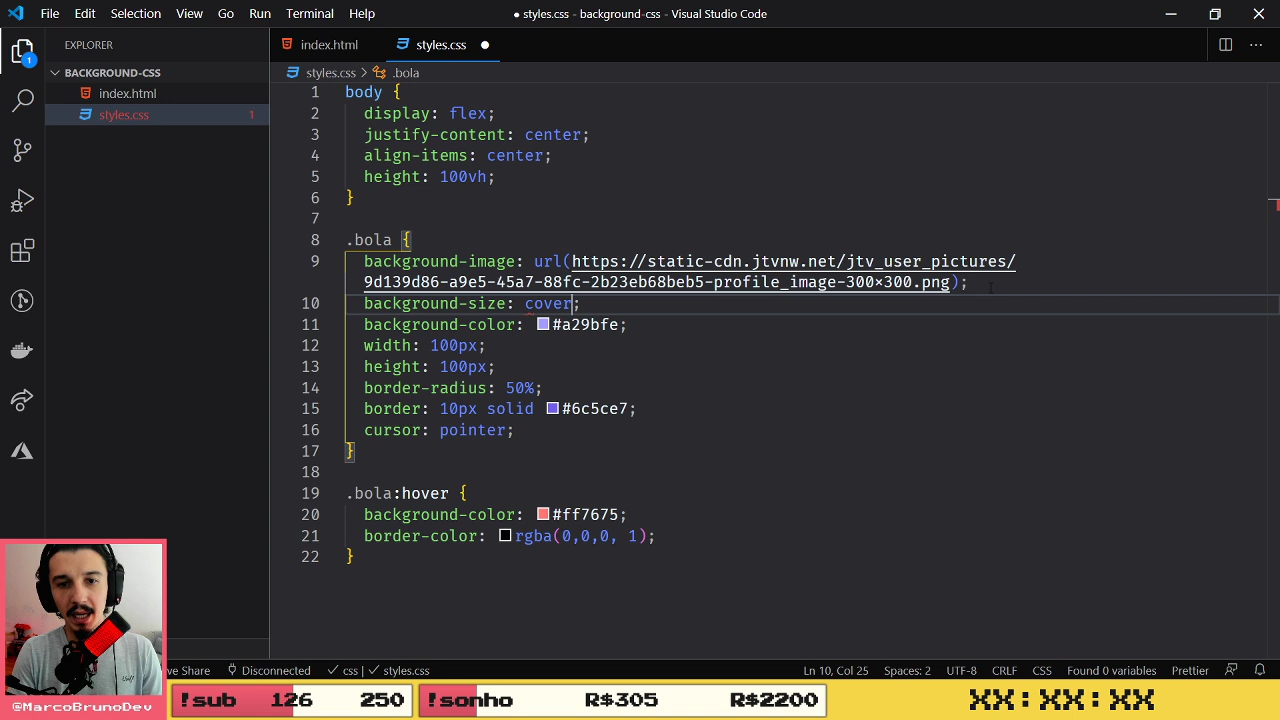 File Edit Selection View Go Run Terminal Help
● styles.css - background-css - Visual Studio Code
EXPLORER
index.html
styles.css
1
BACKGROUND-CSS
index.html
styles.css 1
styles.css > .bola
1 body {
2 display: flex;
3 justify-content: center;
4 align-items: center;
5 height: 100vh;
6 }
7
8 .bola {
9 background-image: url(https://static-cdn.jtvnw.net/jtv_user_pictures/
9d139d86-a9e5-45a7-88fc-2b23eb68beb5-profile_image-300×300.png);
10 background-size: cover;
11 background-color: #a29bfe;
12 width: 100px;
13 height: 100px;
14 border-radius: 50%;
15 border: 10px solid #6c5ce7;
16 cursor: pointer;
17 }
18
19 .bola:hover {
20 background-color: #ff7675;
21 border-color: rgba(0,0,0, 1);
22 }
ve Share Disconnected ✓ css | ✓ styles.css
Ln 10, Col 25 Spaces: 2 UTF-8 CRLF CSS Found 0 variables Prettier
@MarcoBrunoDev
!sub 126 250
!sonho R$305 R$2200
XX:XX:XX